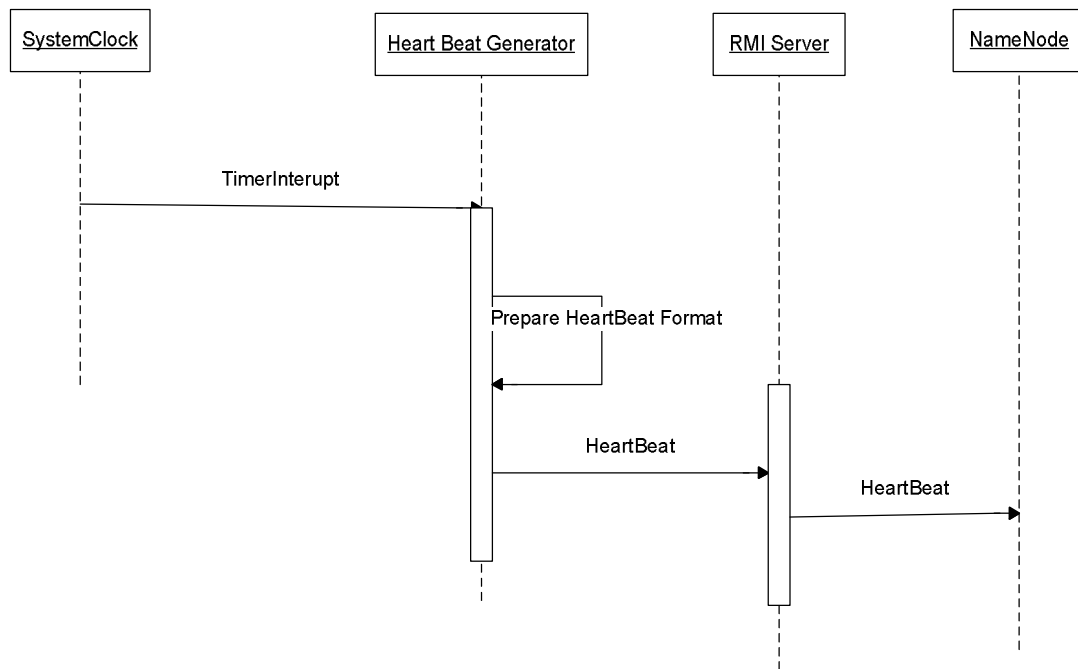 SystemClock
Heart Beat Generator
RMI Server
NameNode
TimerInterupt
Prepare HeartBeat Format
HeartBeat
HeartBeat